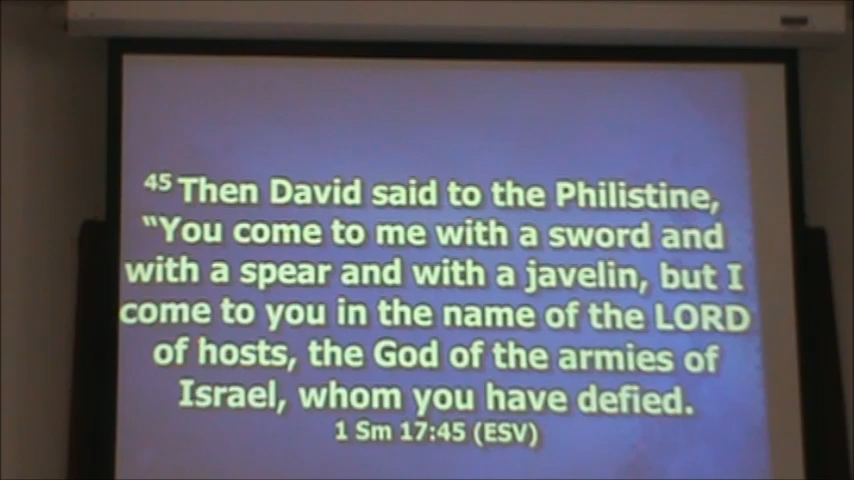 45 Then David said to the Philistine,
“You come to me with a sword and
with a spear and with a javelin, but I
come to you in the name of the LORD
of hosts, the God of the armies of
Israel, whom you have defied.
1 Sm 17:45 (ESV)